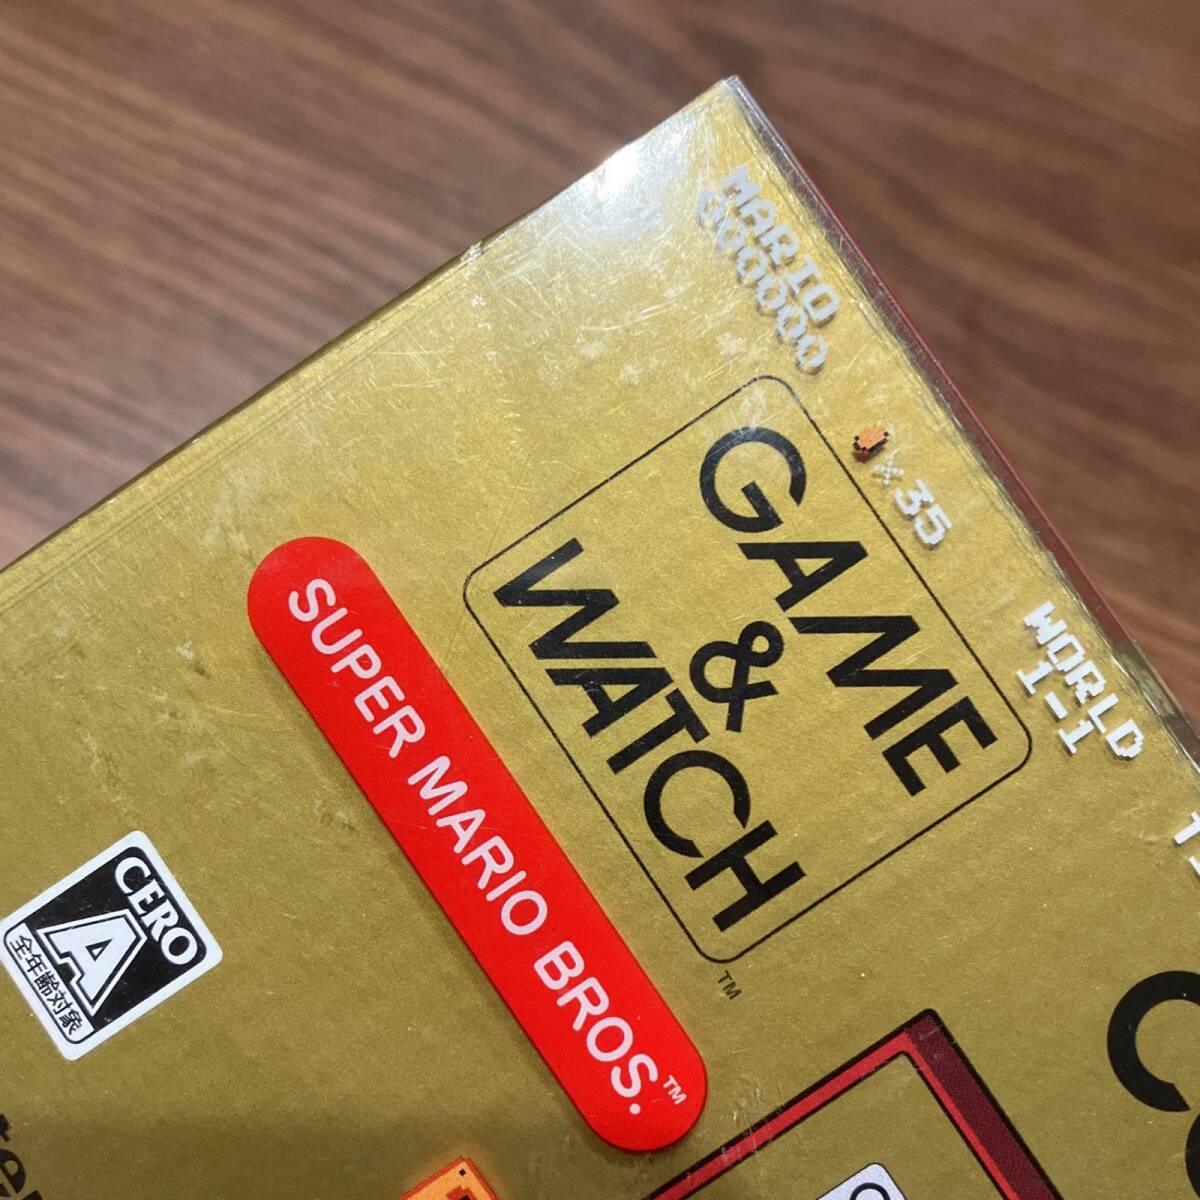 MARIO
000000
×35
WORLD
1-1
GAME
&
WATCH
TM
SUPER MARIO BROS.™
CERO
A
全年齢対象